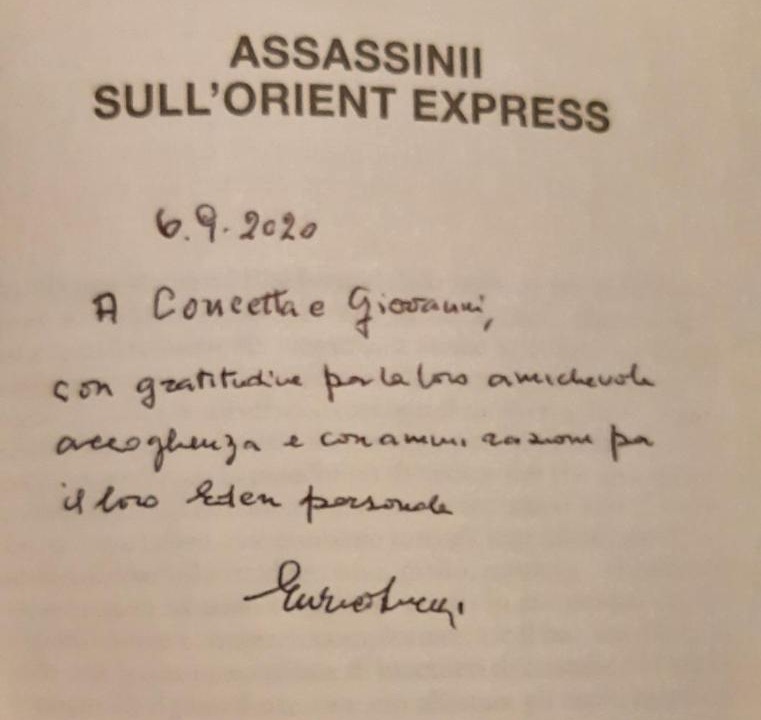 ASSASSINII
SULL'ORIENT EXPRESS
6.9.2020
A Concetta e Giovanni,
con gratitudine per la loro amichevole
accoglienza e con ammirazione per
il loro Eden personale